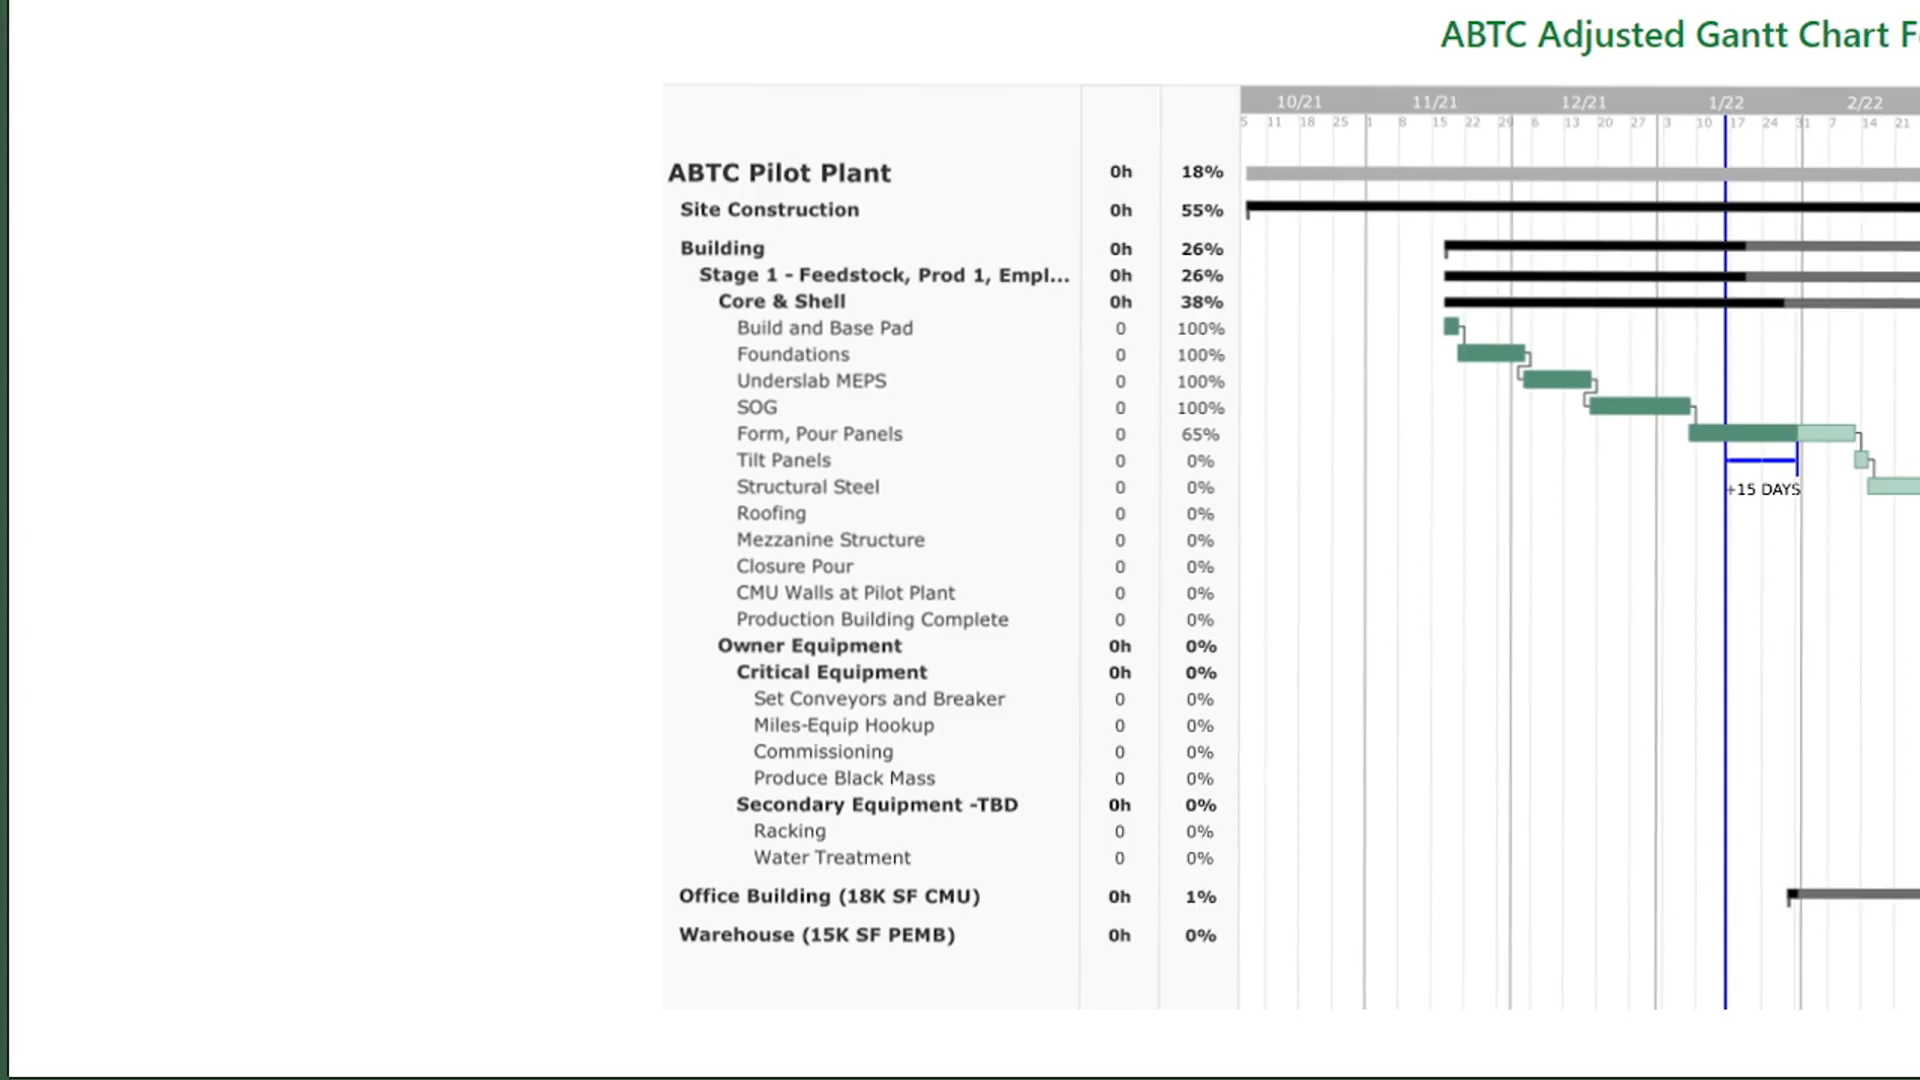 ABTC Adjusted Gantt Chart F
10/21 11/21 12/21 1/22 2/22
5 11 18 25 1 8 15 22 29 6 13 20 27 3 10 17 24 31 7 14 21
ABTC Pilot Plant 0h 18%
Site Construction 0h 55%
Building 0h 26%
Stage 1 - Feedstock, Prod 1, Empl... 0h 26%
Core & Shell 0h 38%
Build and Base Pad 0 100%
Foundations 0 100%
Underslab MEPS 0 100%
SOG 0 100%
Form, Pour Panels 0 65%
Tilt Panels 0 0%
Structural Steel 0 0%
+15 DAYS
Roofing 0 0%
Mezzanine Structure 0 0%
Closure Pour 0 0%
CMU Walls at Pilot Plant 0 0%
Production Building Complete 0 0%
Owner Equipment 0h 0%
Critical Equipment 0h 0%
Set Conveyors and Breaker 0 0%
Miles-Equip Hookup 0 0%
Commissioning 0 0%
Produce Black Mass 0 0%
Secondary Equipment -TBD 0h 0%
Racking 0 0%
Water Treatment 0 0%
Office Building (18K SF CMU) 0h 1%
Warehouse (15K SF PEMB) 0h 0%